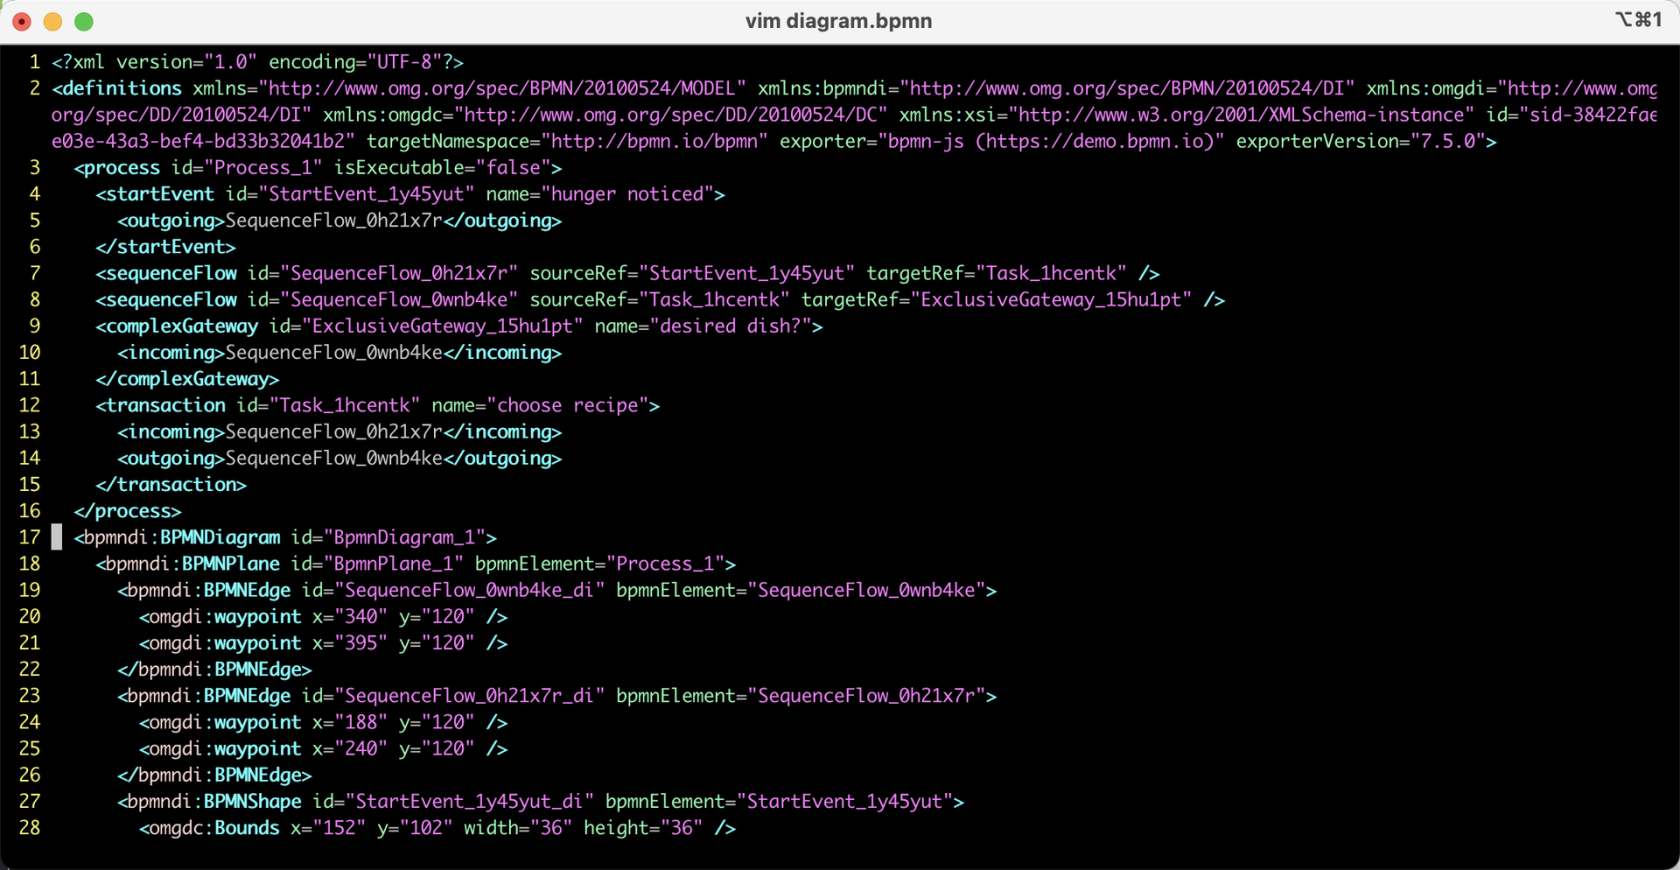 vim diagram.bpmn
⌥⌘1
1 <?xml version="1.0" encoding="UTF-8"?>
2 <definitions xmlns="http://www.omg.org/spec/BPMN/20100524/MODEL" xmlns:bpmndi="http://www.omg.org/spec/BPMN/20100524/DI" xmlns:omgdi="http://www.omg.
org/spec/DD/20100524/DI" xmlns:omgdc="http://www.omg.org/spec/DD/20100524/DC" xmlns:xsi="http://www.w3.org/2001/XMLSchema-instance" id="sid-38422fae-
e03e-43a3-bef4-bd33b32041b2" targetNamespace="http://bpmn.io/bpmn" exporter="bpmn-js (https://demo.bpmn.io)" exporterVersion="7.5.0">
3 <process id="Process_1" isExecutable="false">
4 <startEvent id="StartEvent_1y45yut" name="hunger noticed">
5 <outgoing>SequenceFlow_0h21x7r</outgoing>
6 </startEvent>
7 <sequenceFlow id="SequenceFlow_0h21x7r" sourceRef="StartEvent_1y45yut" targetRef="Task_1hcentk" />
8 <sequenceFlow id="SequenceFlow_0wnb4ke" sourceRef="Task_1hcentk" targetRef="ExclusiveGateway_15hu1pt" />
9 <complexGateway id="ExclusiveGateway_15hu1pt" name="desired dish?">
10 <incoming>SequenceFlow_0wnb4ke</incoming>
11 </complexGateway>
12 <transaction id="Task_1hcentk" name="choose recipe">
13 <incoming>SequenceFlow_0h21x7r</incoming>
14 <outgoing>SequenceFlow_0wnb4ke</outgoing>
15 </transaction>
16 </process>
17 <bpmndi:BPMNDiagram id="BpmnDiagram_1">
18 <bpmndi:BPMNPlane id="BpmnPlane_1" bpmnElement="Process_1">
19 <bpmndi:BPMNEdge id="SequenceFlow_0wnb4ke_di" bpmnElement="SequenceFlow_0wnb4ke">
20 <omgdi:waypoint x="340" y="120" />
21 <omgdi:waypoint x="395" y="120" />
22 </bpmndi:BPMNEdge>
23 <bpmndi:BPMNEdge id="SequenceFlow_0h21x7r_di" bpmnElement="SequenceFlow_0h21x7r">
24 <omgdi:waypoint x="188" y="120" />
25 <omgdi:waypoint x="240" y="120" />
26 </bpmndi:BPMNEdge>
27 <bpmndi:BPMNShape id="StartEvent_1y45yut_di" bpmnElement="StartEvent_1y45yut">
28 <omgdc:Bounds x="152" y="102" width="36" height="36" />